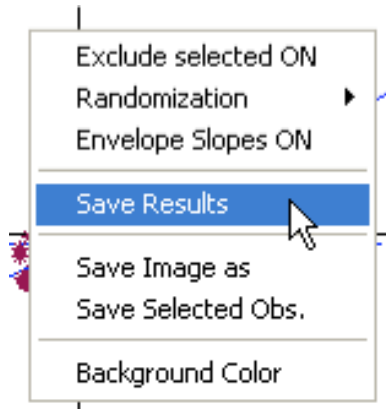 Exclude selected ON
Randomization
Envelope Slopes ON
Save Results
Save Image as
Save Selected Obs.
Background Color